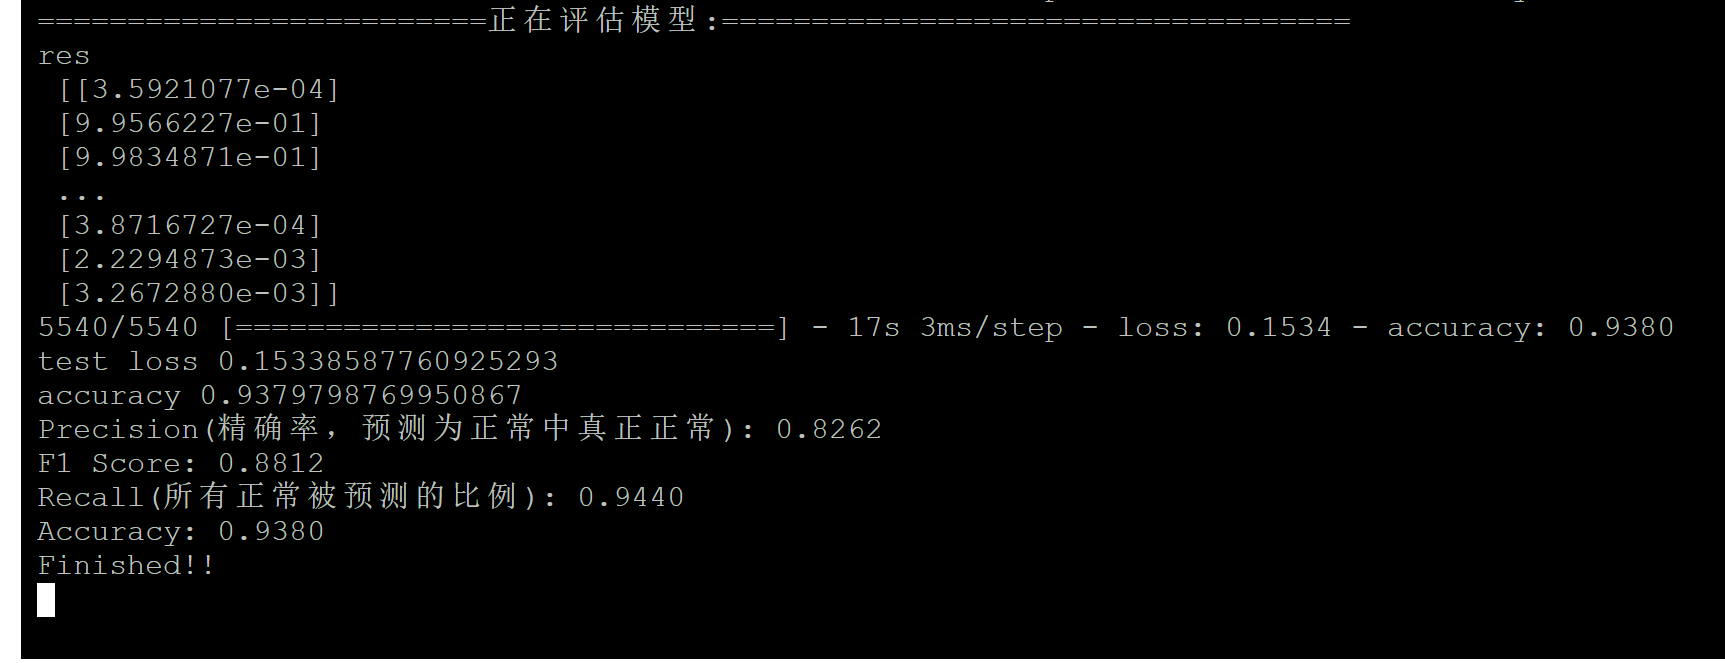 =========================正在评估模型:===================================
res
 [[3.5921077e-04]
 [9.9566227e-01]
 [9.9834871e-01]
 ...
 [3.8716727e-04]
 [2.2294873e-03]
 [3.2672880e-03]]
5540/5540 [==============================] - 17s 3ms/step - loss: 0.1534 - accuracy: 0.9380
test loss 0.15338587760925293
accuracy 0.9379798769950867
Precision(精确率，预测为正常中真正正常): 0.8262
F1 Score: 0.8812
Recall(所有正常被预测的比例): 0.9440
Accuracy: 0.9380
Finished!!